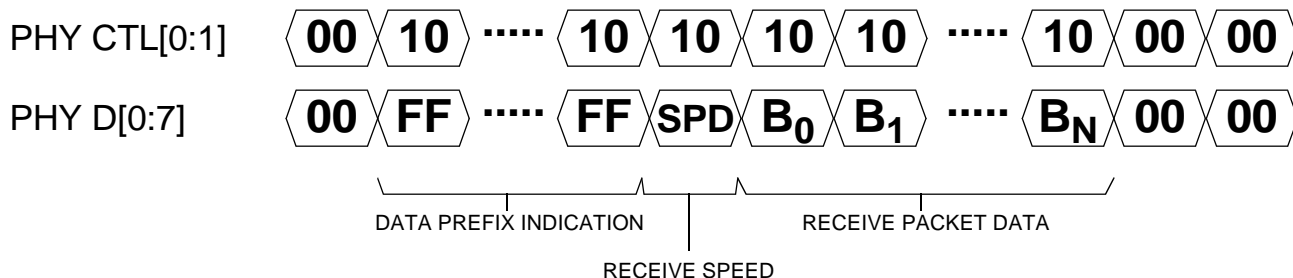 PHY CTL[0:1] 00 10 ····· 10 10 10 10 ····· 10 00 00
PHY D[0:7] 00 FF ····· FF SPD B0 B1 ····· BN 00 00
DATA PREFIX INDICATION RECEIVE PACKET DATA
RECEIVE SPEED